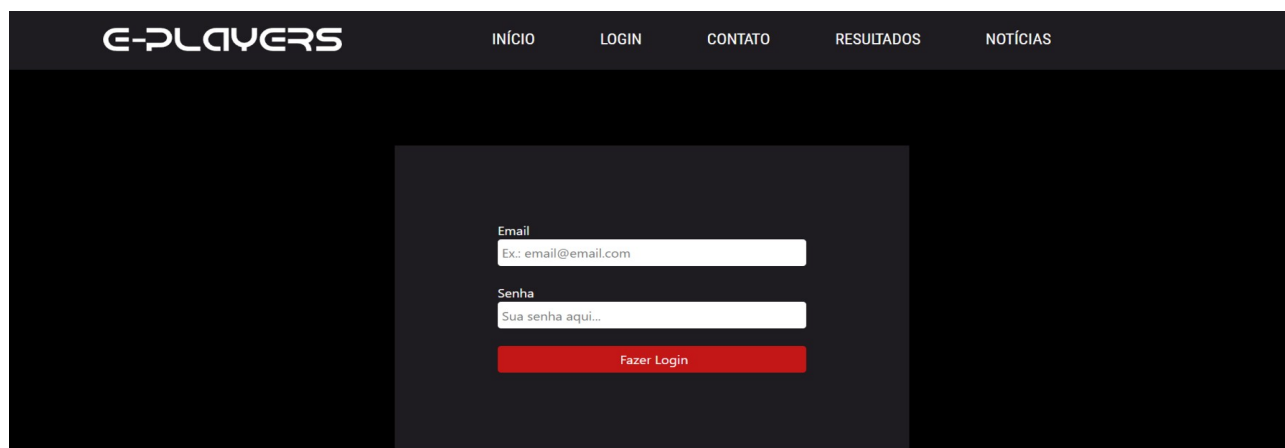 E-PLAYERS INÍCIO LOGIN CONTATO RESULTADOS NOTÍCIAS
Email
Ex.: email@email.com
Senha
Sua senha aqui...
Fazer Login